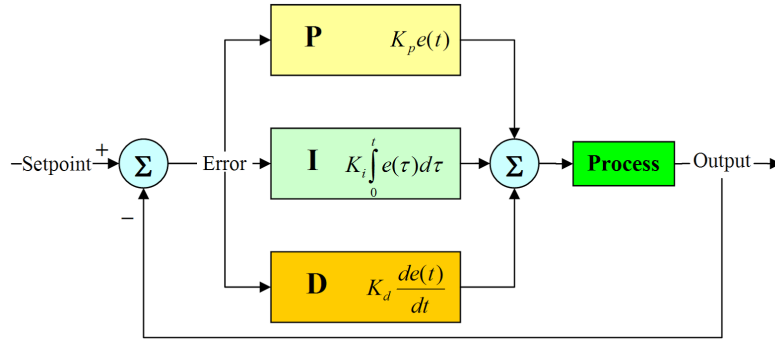 P K_p e(t)
Setpoint + Σ Error I K_i ∫_0^t e(τ)dτ Σ Process Output
−
D K_d de(t)/dt